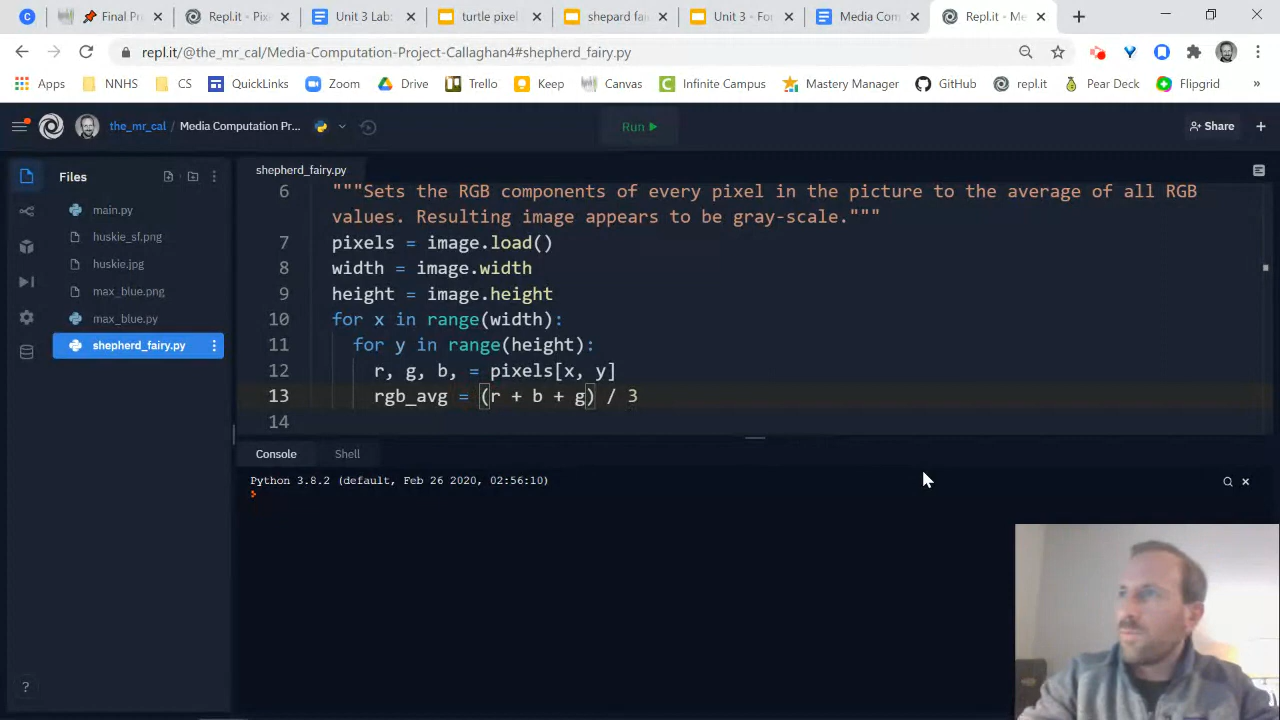 Final Pr
Repl.it - Pix
Unit 3 Lab:
turtle pixel
shepard fai
Unit 3 - For
Media Com
Repl.it - Me
repl.it/@the_mr_cal/Media-Computation-Project-Callaghan4#shepherd_fairy.py
Apps NNHS CS QuickLinks Zoom Drive Trello Keep Canvas Infinite Campus Mastery Manager GitHub repl.it Pear Deck Flipgrid »
the_mr_cal / Media Computation Pr... Run Share
Files
shepherd_fairy.py
main.py
huskie_sf.png
huskie.jpg
max_blue.png
max_blue.py
shepherd_fairy.py
6 """Sets the RGB components of every pixel in the picture to the average of all RGB
values. Resulting image appears to be gray-scale."""
7 pixels = image.load()
8 width = image.width
9 height = image.height
10 for x in range(width):
11 for y in range(height):
12 r, g, b, = pixels[x, y]
13 rgb_avg = (r + b + g) / 3
14
Console Shell
Python 3.8.2 (default, Feb 26 2020, 02:56:10)